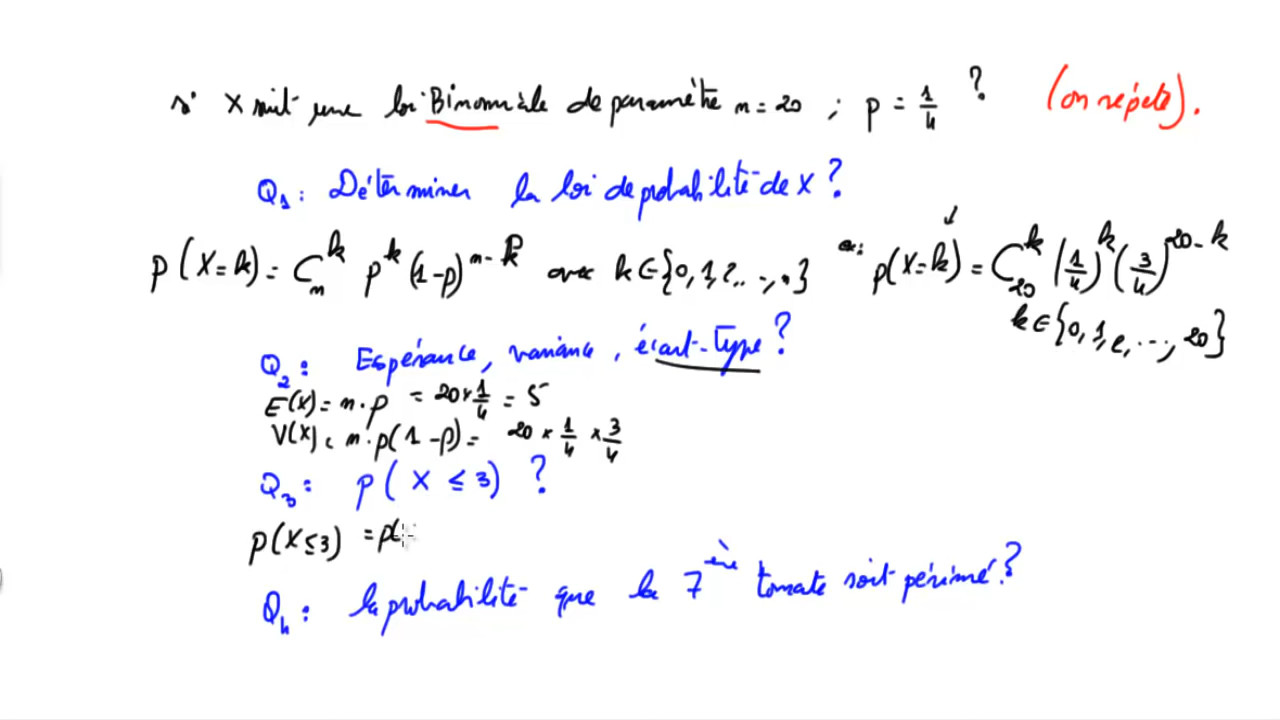 si X suit une loi Binomiale de paramètre n = 20 ; p = 1/4 ? (on répète).
Q1 : Déterminer la loi de probabilité de X ?
p(X=k) = C_n^k p^k (1-p)^{n-k} avec k ∈ {0, 1, 2, .., n} ex: p(X=k) = C_20^k (1/4)^k (3/4)^{20-k}
k ∈ {0, 1, 2, ..., 20}
Q2 : Espérance, variance, écart-type ?
E(X) = n · p = 20 × 1/4 = 5
V(X) = n · p(1-p) = 20 × 1/4 × 3/4
Q3 : p( X ≤ 3) ?
p(X ≤ 3) = p(
Q4 : la probabilité que la 7ème tomate soit périmé ?